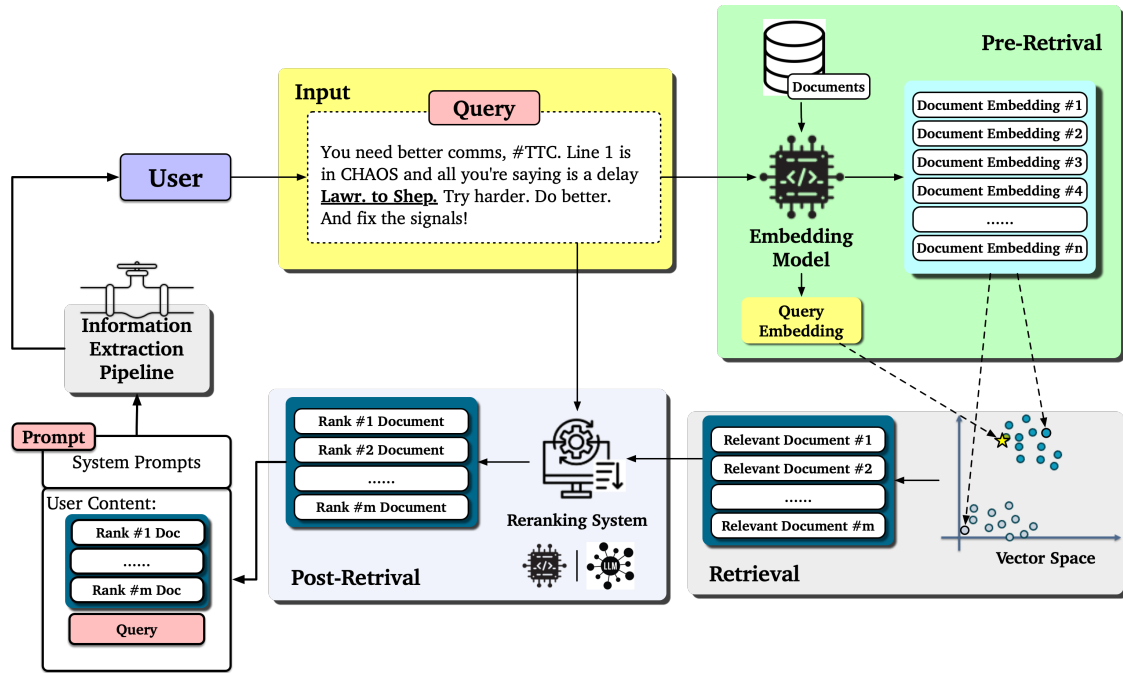 Pre-Retrival
Documents
Document Embedding #1
Document Embedding #2
Document Embedding #3
Document Embedding #4
......
Document Embedding #n
Embedding
Model
Query
Embedding
Input
Query
You need better comms, #TTC. Line 1 is
in CHAOS and all you're saying is a delay
Lawr. to Shep. Try harder. Do better.
And fix the signals!
User
Information
Extraction
Pipeline
Prompt
System Prompts
User Content:
Rank #1 Doc
......
Rank #m Doc
Query
Rank #1 Document
Rank #2 Document
......
Rank #m Document
Reranking System
LLM
Post-Retrival
Relevant Document #1
Relevant Document #2
......
Relevant Document #m
Retrieval
Vector Space